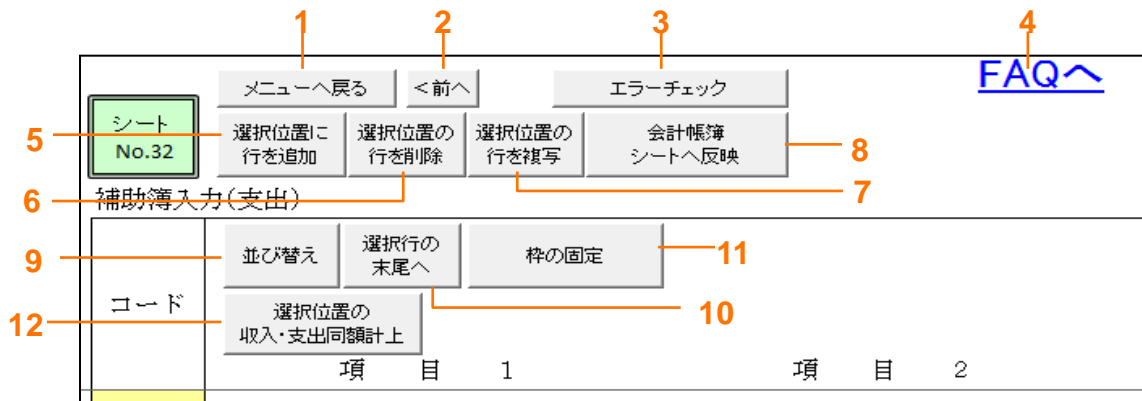 1
2
3
4
メニューへ戻る
<前へ
エラーチェック
FAQへ
シート
No.32
5
選択位置に
行を追加
選択位置の
行を削除
選択位置の
行を複写
会計帳簿
シートへ反映
8
6
7
補助簿入力(支出)
9
並び替え
選択行の
末尾へ
枠の固定
11
コード
10
12
選択位置の
収入・支出同額計上
項 目 1
項 目 2